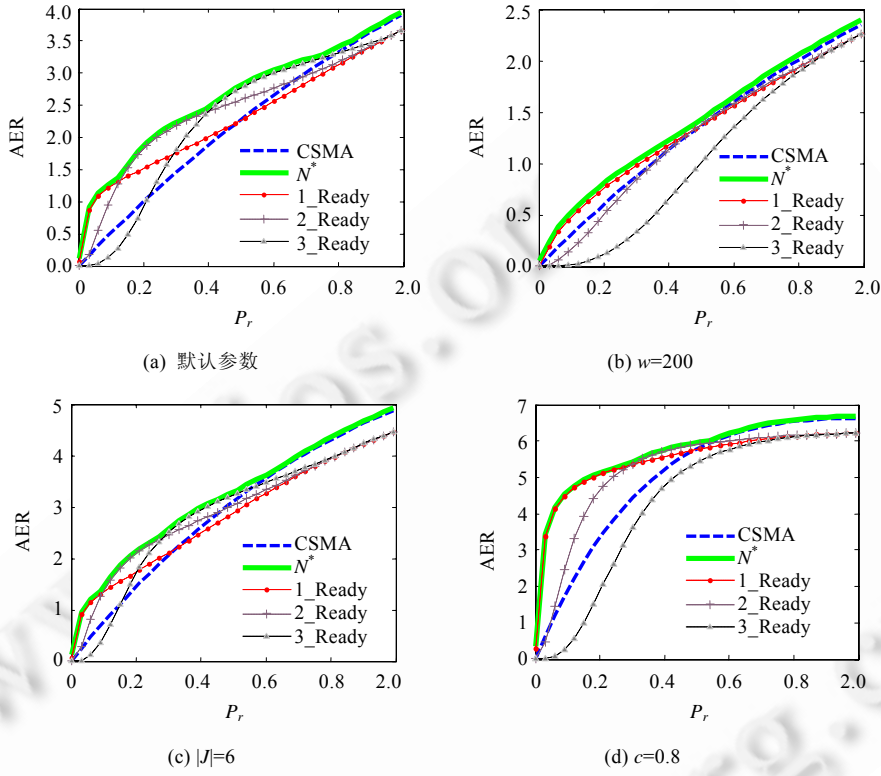 4.0
3.5
3.0
2.5
2.0
1.5
1.0
0.5
0.0
AER
CSMA
N*
1_Ready
2_Ready
3_Ready
0 0.2 0.4 0.6 0.8 2.0
Pr
(a) 默认参数
2.5
2.0
1.5
1.0
0.5
0.0
AER
CSMA
N*
1_Ready
2_Ready
3_Ready
0 0.2 0.4 0.6 0.8 2.0
Pr
(b) w=200
5
4
3
2
1
0
AER
CSMA
N*
1_Ready
2_Ready
3_Ready
0 0.2 0.4 0.6 0.8 2.0
Pr
(c) |J|=6
7
6
5
4
3
2
1
0
AER
CSMA
N*
1_Ready
2_Ready
3_Ready
0 0.2 0.4 0.6 0.8 2.0
Pr
(d) c=0.8